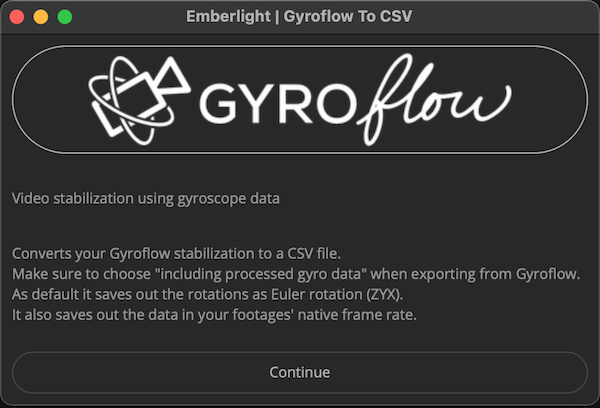 Emberlight | Gyroflow To CSV
GYROflow
Video stabilization using gyroscope data
Converts your Gyroflow stabilization to a CSV file.
Make sure to choose "including processed gyro data" when exporting from Gyroflow.
As default it saves out the rotations as Euler rotation (ZYX).
It also saves out the data in your footages' native frame rate.
Continue